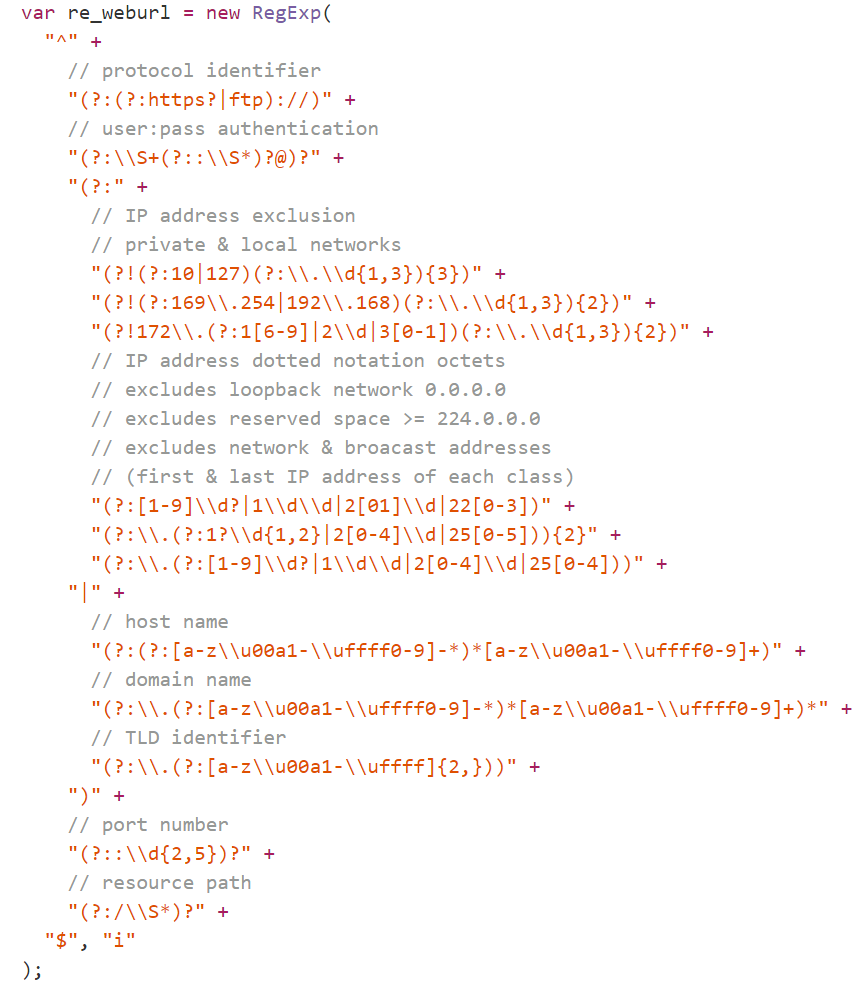 var re_weburl = new RegExp(
  "^" +
    // protocol identifier
    "(?:(?:https?|ftp)://)" +
    // user:pass authentication
    "(?:\\S+(?::\\S*)?@)?" +
    "(?:" +
      // IP address exclusion
      // private & local networks
      "(?!(?:10|127)(?:\\.\\d{1,3}){3})" +
      "(?!(?:169\\.254|192\\.168)(?:\\.\\d{1,3}){2})" +
      "(?!172\\.(?:1[6-9]|2\\d|3[0-1])(?:\\.\\d{1,3}){2})" +
      // IP address dotted notation octets
      // excludes loopback network 0.0.0.0
      // excludes reserved space >= 224.0.0.0
      // excludes network & broacast addresses
      // (first & last IP address of each class)
      "(?:[1-9]\\d?|1\\d\\d|2[01]\\d|22[0-3])" +
      "(?:\\.(?:1?\\d{1,2}|2[0-4]\\d|25[0-5])){2}" +
      "(?:\\.(?:[1-9]\\d?|1\\d\\d|2[0-4]\\d|25[0-4]))" +
    "|" +
      // host name
      "(?:(?:[a-z\\u00a1-\\uffff0-9]-*)*[a-z\\u00a1-\\uffff0-9]+)" +
      // domain name
      "(?:\\.(?:[a-z\\u00a1-\\uffff0-9]-*)*[a-z\\u00a1-\\uffff0-9]+)*" +
      // TLD identifier
      "(?:\\.(?:[a-z\\u00a1-\\uffff]{2,}))" +
    ")" +
    // port number
    "(?::\\d{2,5})?" +
    // resource path
    "(?:/\\S*)?" +
  "$", "i"
);